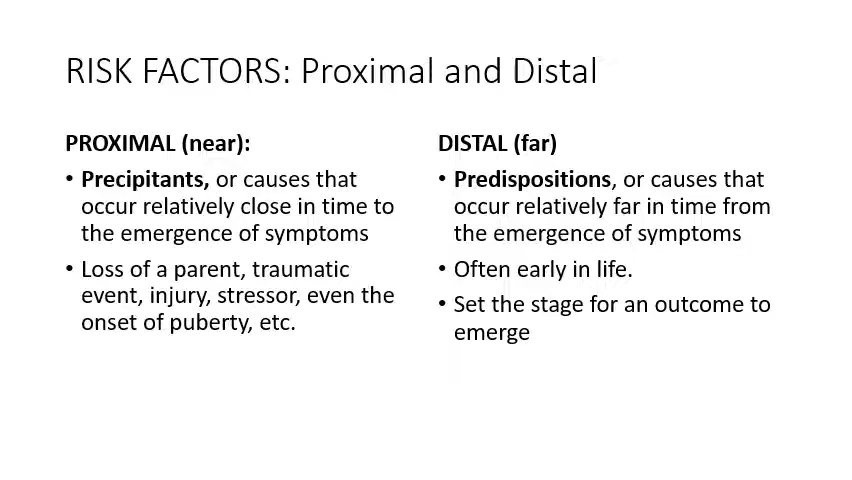 RISK FACTORS: Proximal and Distal
PROXIMAL (near):
• Precipitants, or causes that
occur relatively close in time to
the emergence of symptoms
• Loss of a parent, traumatic
event, injury, stressor, even the
onset of puberty, etc.
DISTAL (far)
• Predispositions, or causes that
occur relatively far in time from
the emergence of symptoms
• Often early in life.
• Set the stage for an outcome to
emerge